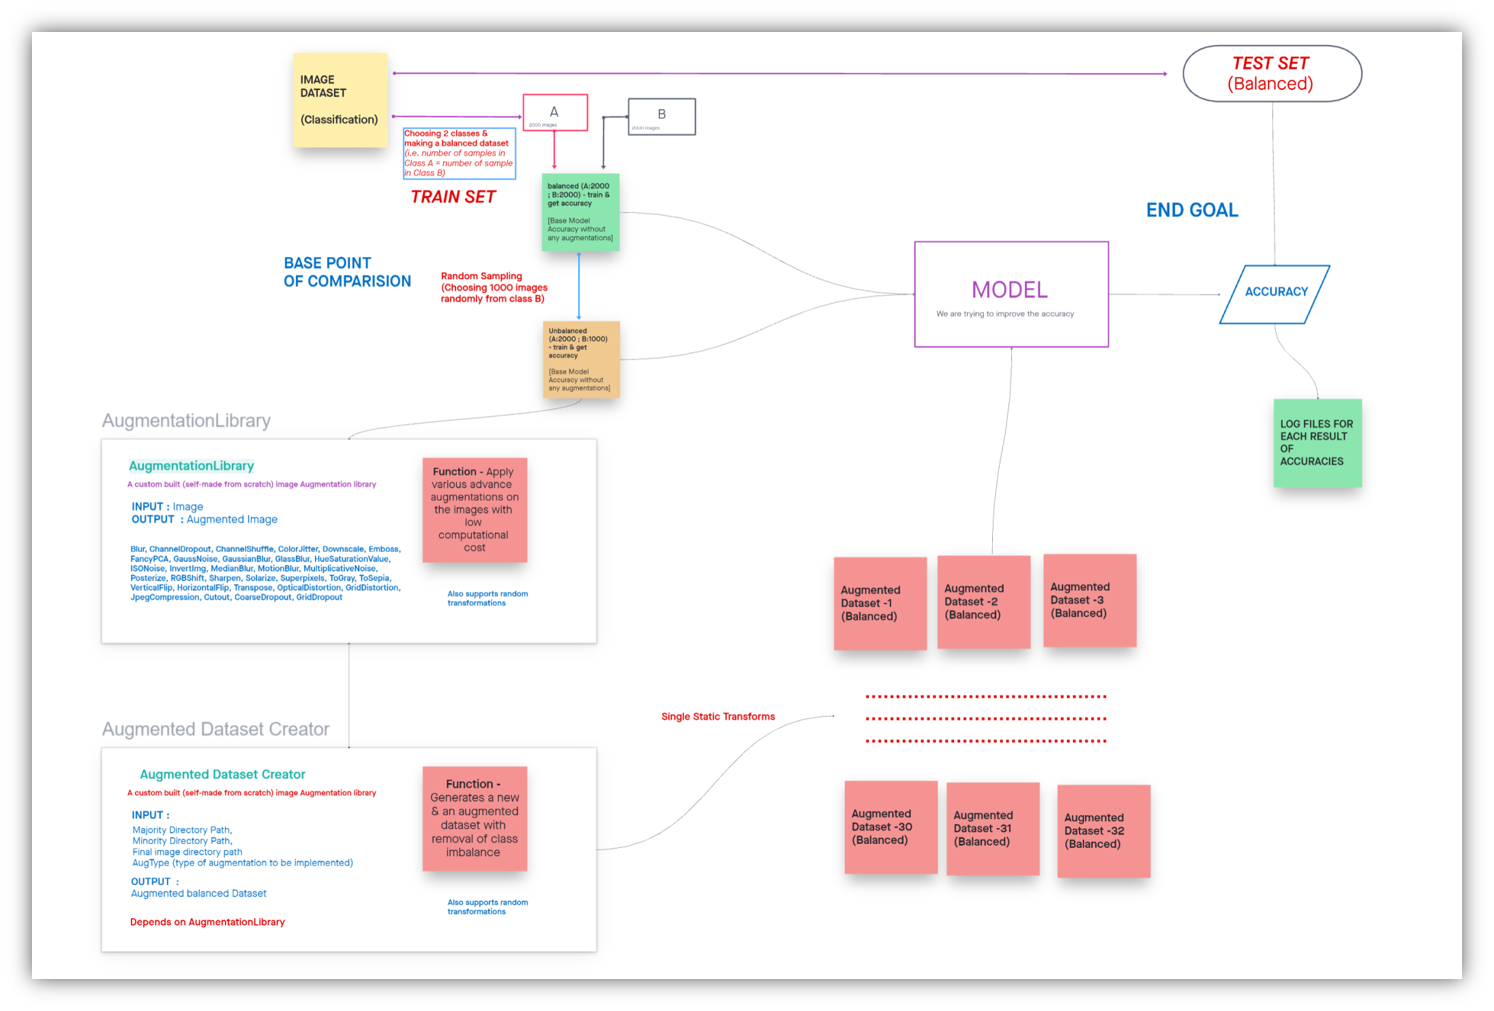 IMAGE
DATASET
(Classification)
TEST SET
(Balanced)
A
2000 images
B
2000 images
Choosing 2 classes &
making a balanced dataset
(i.e. number of samples in
Class A = number of sample
in Class B)
TRAIN SET
balanced (A:2000
; B:2000) - train &
get accuracy
[Base Model
Accuracy without
any augmentations]
END GOAL
BASE POINT
OF COMPARISION
Random Sampling
(Choosing 1000 images
randomly from class B)
MODEL
We are trying to improve the accuracy
ACCURACY
Unbalanced
(A:2000 ; B:1000)
- train & get
accuracy
[Base Model
Accuracy without
any augmentations]
LOG FILES FOR
EACH RESULT
OF
ACCURACIES
AugmentationLibrary
AugmentationLibrary
A custom built (self-made from scratch) image Augmentation library
INPUT : Image
OUTPUT : Augmented Image
Blur, ChannelDropout, ChannelShuffle, ColorJitter, Downscale, Emboss,
FancyPCA, GaussNoise, GaussianBlur, GlassBlur, HueSaturationValue,
ISONoise, InvertImg, MedianBlur, MotionBlur, MultiplicativeNoise,
Posterize, RGBShift, Sharpen, Solarize, Superpixels, ToGray, ToSepia,
VerticalFlip, HorizontalFlip, Transpose, OpticalDistortion, GridDistortion,
JpegCompression, Cutout, CoarseDropout, GridDropout
Function - Apply
various advance
augmentations on
the images with
low
computational
cost
Also supports random
transformations
Augmented
Dataset -1
(Balanced)
Augmented
Dataset -2
(Balanced)
Augmented
Dataset -3
(Balanced)
Single Static Transforms
Augmented Dataset Creator
Augmented Dataset Creator
A custom built (self-made from scratch) image Augmentation library
INPUT :
Majority Directory Path,
Minority Directory Path,
Final image directory path
AugType (type of augmentation to be implemented)
OUTPUT :
Augmented balanced Dataset
Depends on AugmentationLibrary
Function -
Generates a new
& an augmented
dataset with
removal of class
imbalance
Also supports random
transformations
Augmented
Dataset -30
(Balanced)
Augmented
Dataset -31
(Balanced)
Augmented
Dataset -32
(Balanced)